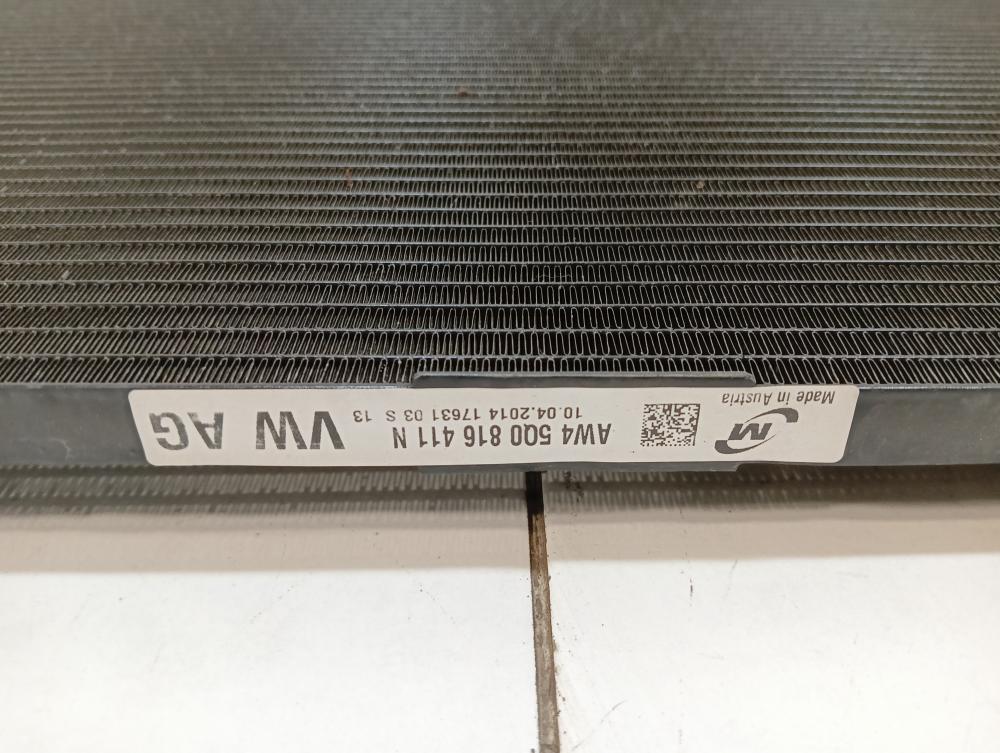 Made in Austria
M
AW4 5Q0 816 411 N
10.04.2014 17631 03 S 13
VW AG